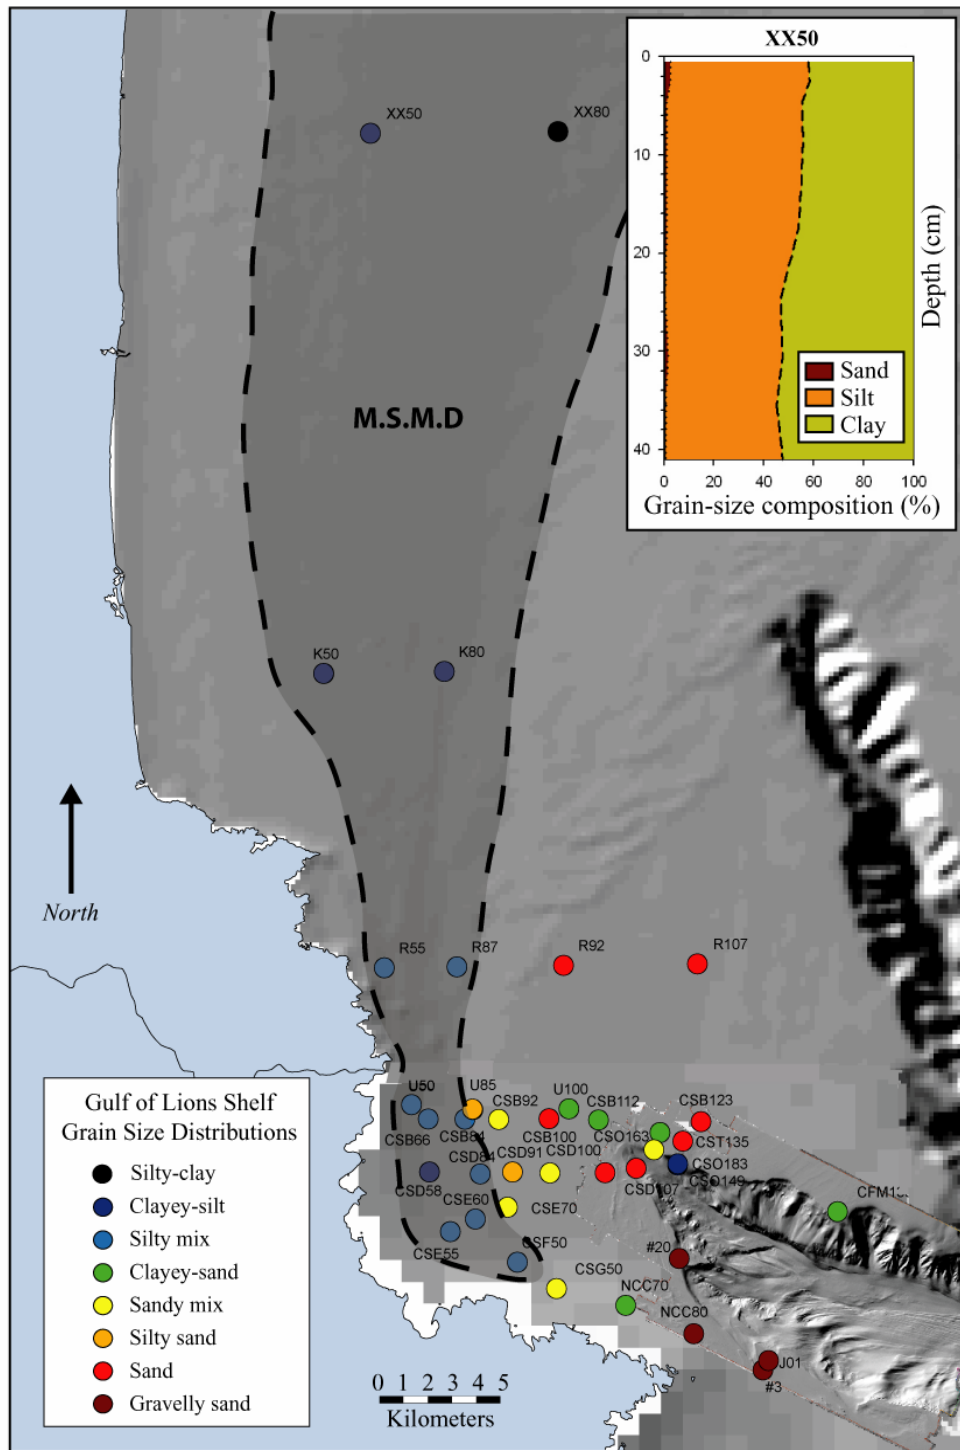 XX50
0
10
20
30
40
Depth (cm)
Sand
Silt
Clay
0 20 40 60 80 100
Grain-size composition (%)
XX50
XX80
M.S.M.D
K50
K80
North
R55
R87
R92
R107
U50
U85
U100
CSB92
CSB112
CSB123
CSB66
CSB84
CSB100
CSO163
CST135
CSD84
CSD91
CSD100
CSO183
CSD58
CSD107
CSO149
CSE60
CSE70
CFM1
CSE55
CSF50
#20
CSG50
NCC70
NCC80
J01
#3
Gulf of Lions Shelf
Grain Size Distributions
Silty-clay
Clayey-silt
Silty mix
Clayey-sand
Sandy mix
Silty sand
Sand
Gravelly sand
0 1 2 3 4 5
Kilometers